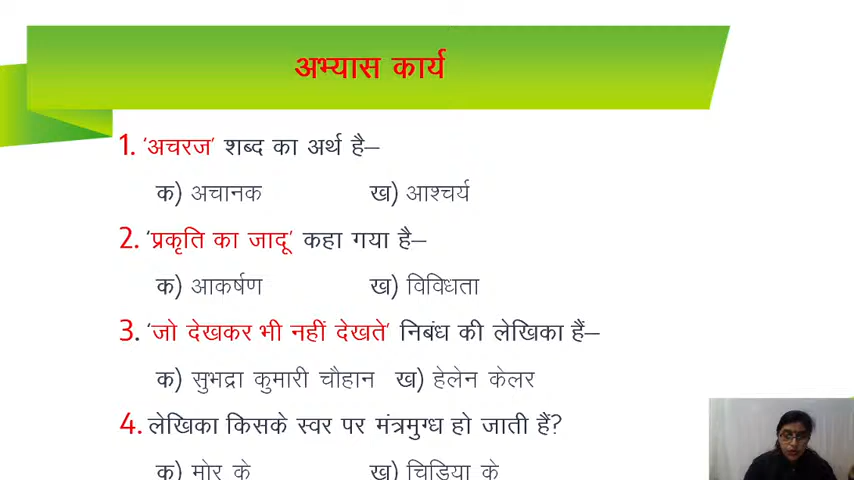 अभ्यास कार्य
1. 'अचरज' शब्द का अर्थ है–
क) अचानक ख) आश्चर्य
2. 'प्रकृति का जादू' कहा गया है–
क) आकर्षण ख) विविधता
3. 'जो देखकर भी नहीं देखते' निबंध की लेखिका हैं–
क) सुभद्रा कुमारी चौहान ख) हेलेन केलर
4. लेखिका किसके स्वर पर मंत्रमुग्ध हो जाती हैं?
क) मोर के ख) चिड़िया के